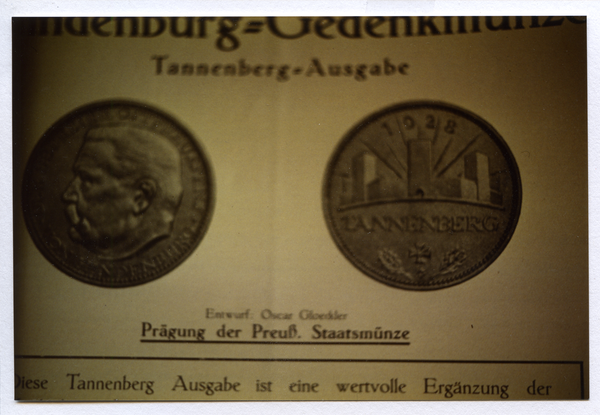 indenburg=Gedenkmünze
Tannenberg=Ausgabe
1928
TANNENBERG
Entwurf: Oscar Gloeckler
Prägung der Preuß. Staatsmünze
Diese Tannenberg Ausgabe ist eine wertvolle Ergänzung der